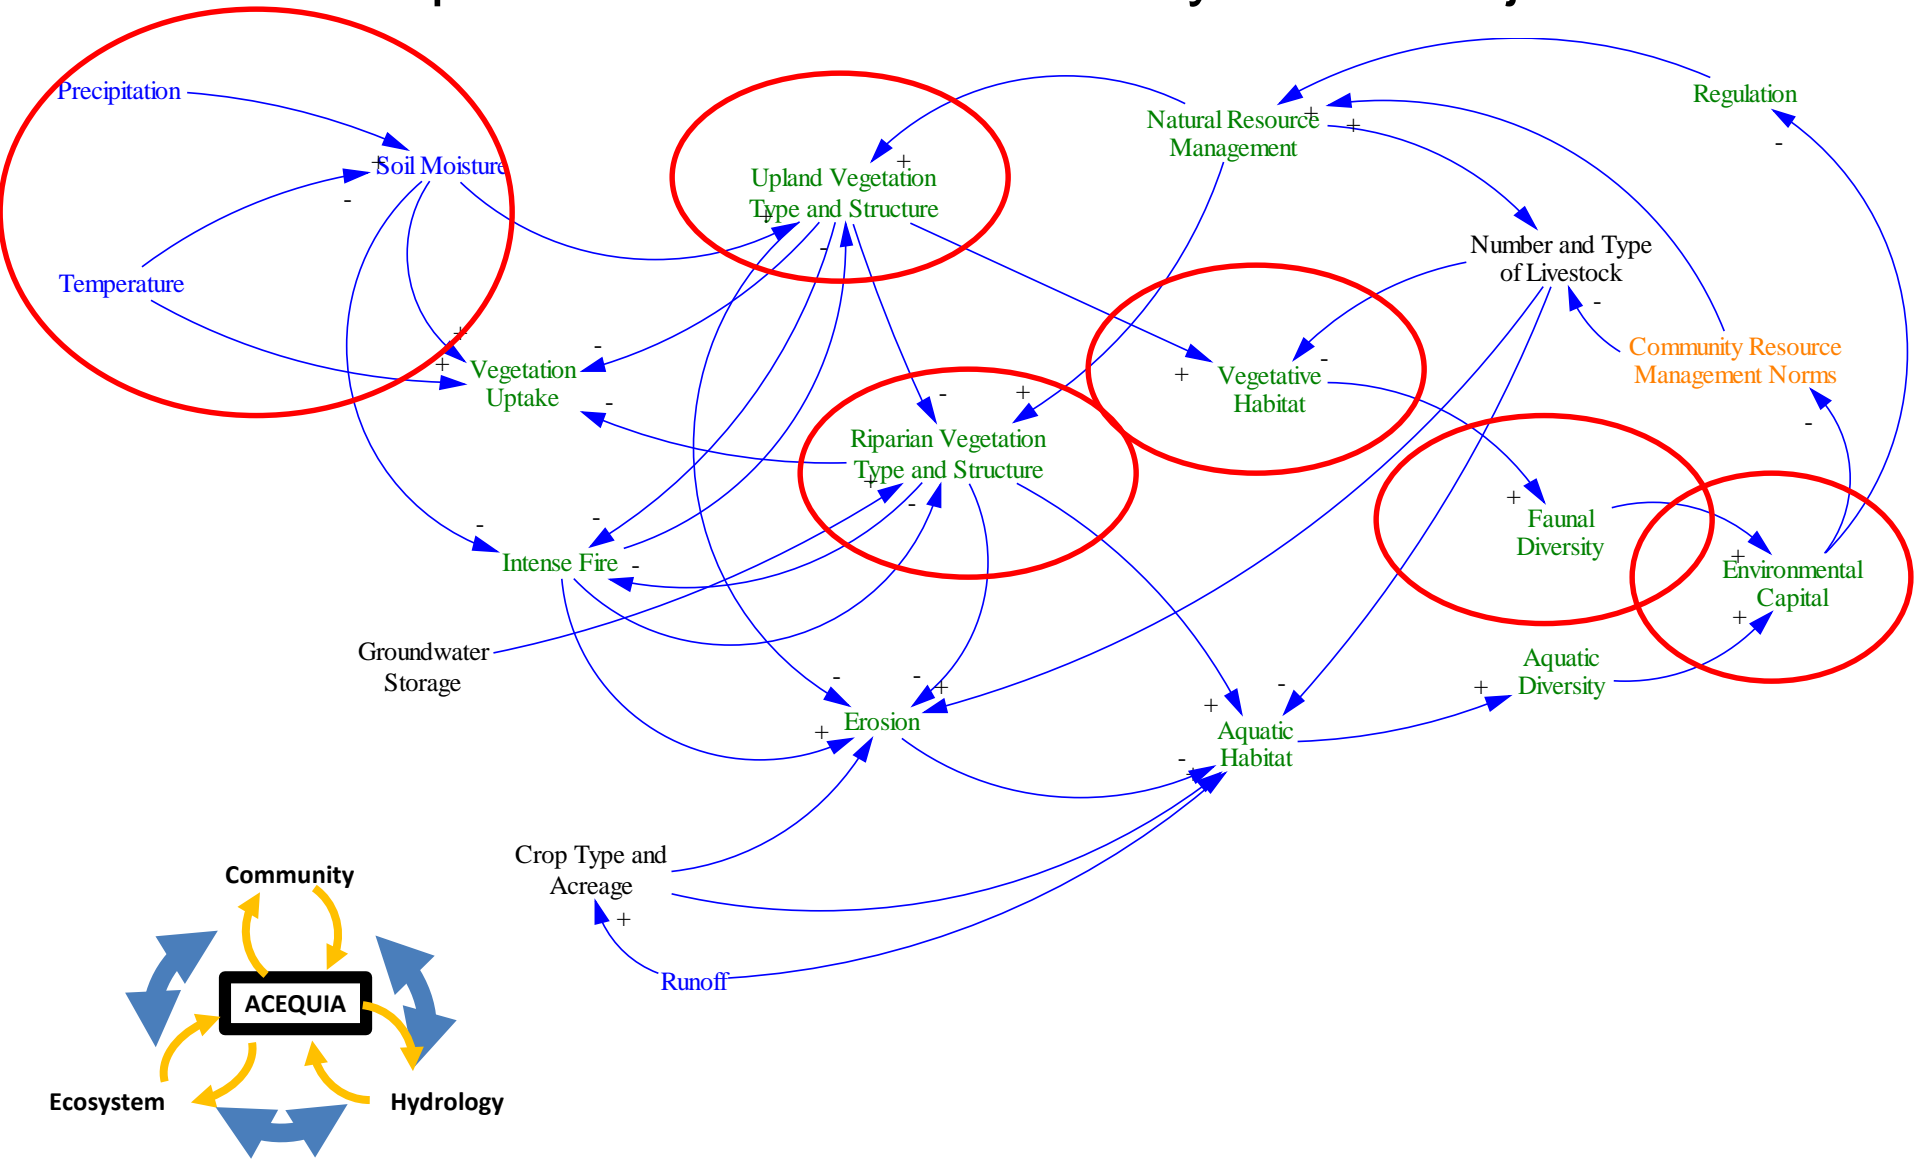 Precipitation
Regulation
Natural Resource
Management
Soil Moisture
Upland Vegetation
Type and Structure
Number and Type
of Livestock
Temperature
Community Resource
Management Norms
Vegetation
Uptake
Vegetative
Habitat
Riparian Vegetation
Type and Structure
Faunal
Diversity
Intense Fire
Environmental
Capital
Groundwater
Storage
Aquatic
Diversity
Erosion
Aquatic
Habitat
Crop Type and
Acreage
Runoff
Community
ACEQUIA
Ecosystem
Hydrology